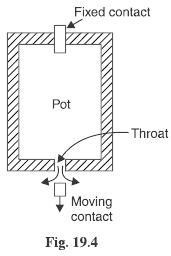 Fixed contact
Pot
Throat
Moving
contact
Fig. 19.4